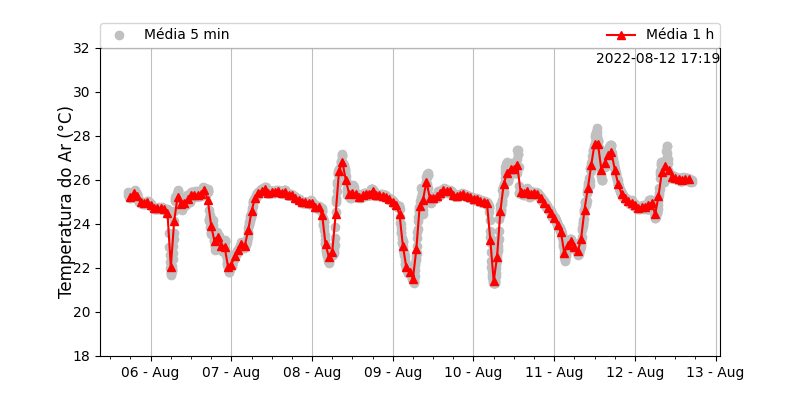 Média 5 min
Média 1 h
2022-08-12 17:19
Temperatura do Ar (°C)
32
30
28
26
24
22
20
18
06 - Aug
07 - Aug
08 - Aug
09 - Aug
10 - Aug
11 - Aug
12 - Aug
13 - Aug